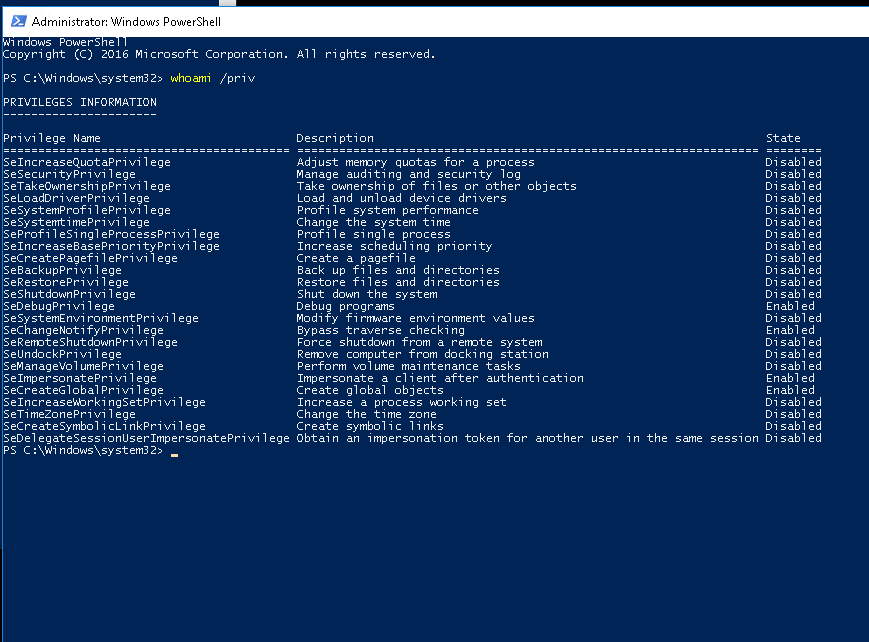 Administrator: Windows PowerShell
Windows PowerShell
Copyright (C) 2016 Microsoft Corporation. All rights reserved.
PS C:\Windows\system32> whoami /priv
PRIVILEGES INFORMATION
----------------------
Privilege Name Description State
========================================= ================================================================== ========
SeIncreaseQuotaPrivilege Adjust memory quotas for a process Disabled
SeSecurityPrivilege Manage auditing and security log Disabled
SeTakeOwnershipPrivilege Take ownership of files or other objects Disabled
SeLoadDriverPrivilege Load and unload device drivers Disabled
SeSystemProfilePrivilege Profile system performance Disabled
SeSystemtimePrivilege Change the system time Disabled
SeProfileSingleProcessPrivilege Profile single process Disabled
SeIncreaseBasePriorityPrivilege Increase scheduling priority Disabled
SeCreatePagefilePrivilege Create a pagefile Disabled
SeBackupPrivilege Back up files and directories Disabled
SeRestorePrivilege Restore files and directories Disabled
SeShutdownPrivilege Shut down the system Disabled
SeDebugPrivilege Debug programs Enabled
SeSystemEnvironmentPrivilege Modify firmware environment values Disabled
SeChangeNotifyPrivilege Bypass traverse checking Enabled
SeRemoteShutdownPrivilege Force shutdown from a remote system Disabled
SeUndockPrivilege Remove computer from docking station Disabled
SeManageVolumePrivilege Perform volume maintenance tasks Disabled
SeImpersonatePrivilege Impersonate a client after authentication Enabled
SeCreateGlobalPrivilege Create global objects Enabled
SeIncreaseWorkingSetPrivilege Increase a process working set Disabled
SeTimeZonePrivilege Change the time zone Disabled
SeCreateSymbolicLinkPrivilege Create symbolic links Disabled
SeDelegateSessionUserImpersonatePrivilege Obtain an impersonation token for another user in the same session Disabled
PS C:\Windows\system32> _